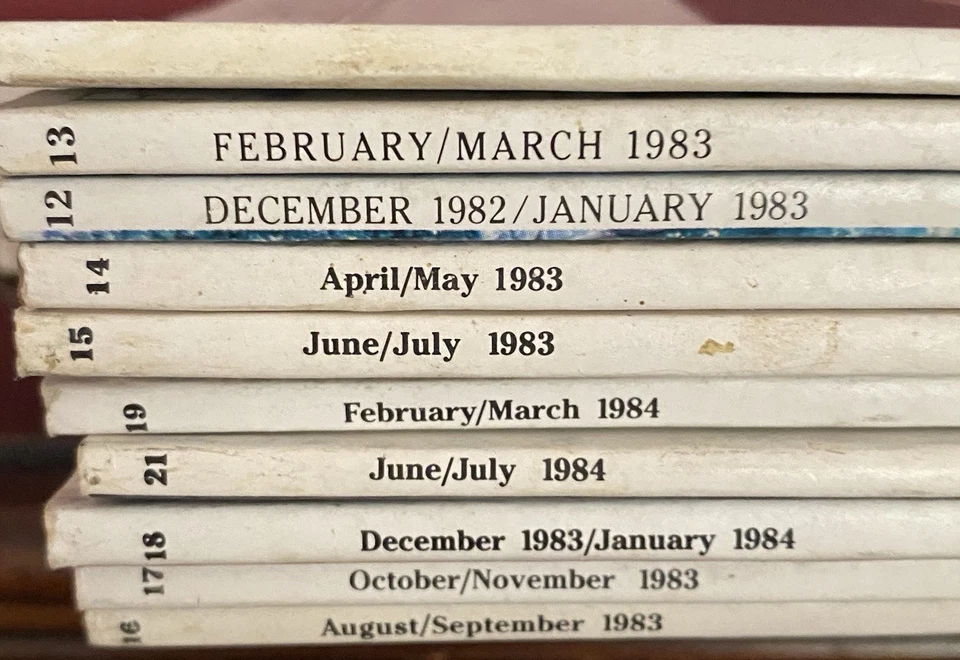 13 FEBRUARY/MARCH 1983
12 DECEMBER 1982/JANUARY 1983
14 April/May 1983
15 June/July 1983
19 February/March 1984
21 June/July 1984
18 December 1983/January 1984
17 October/November 1983
16 August/September 1983